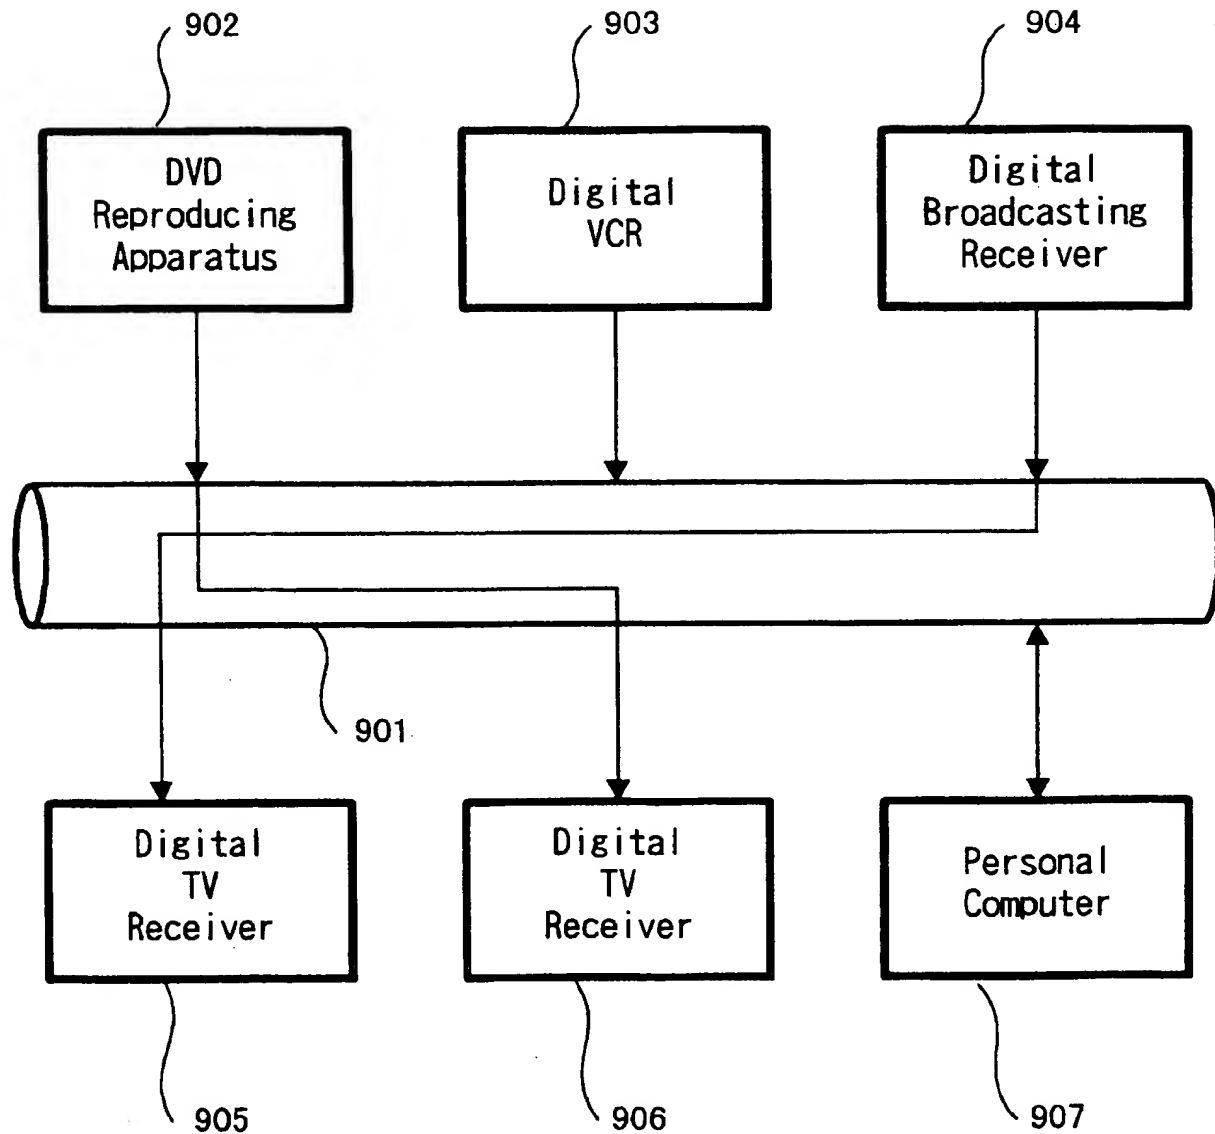 902
903
904
DVD
Reproducing
Apparatus
Digital
VCR
Digital
Broadcasting
Receiver
901
Digital
TV
Receiver
Digital
TV
Receiver
Personal
Computer
905
906
907